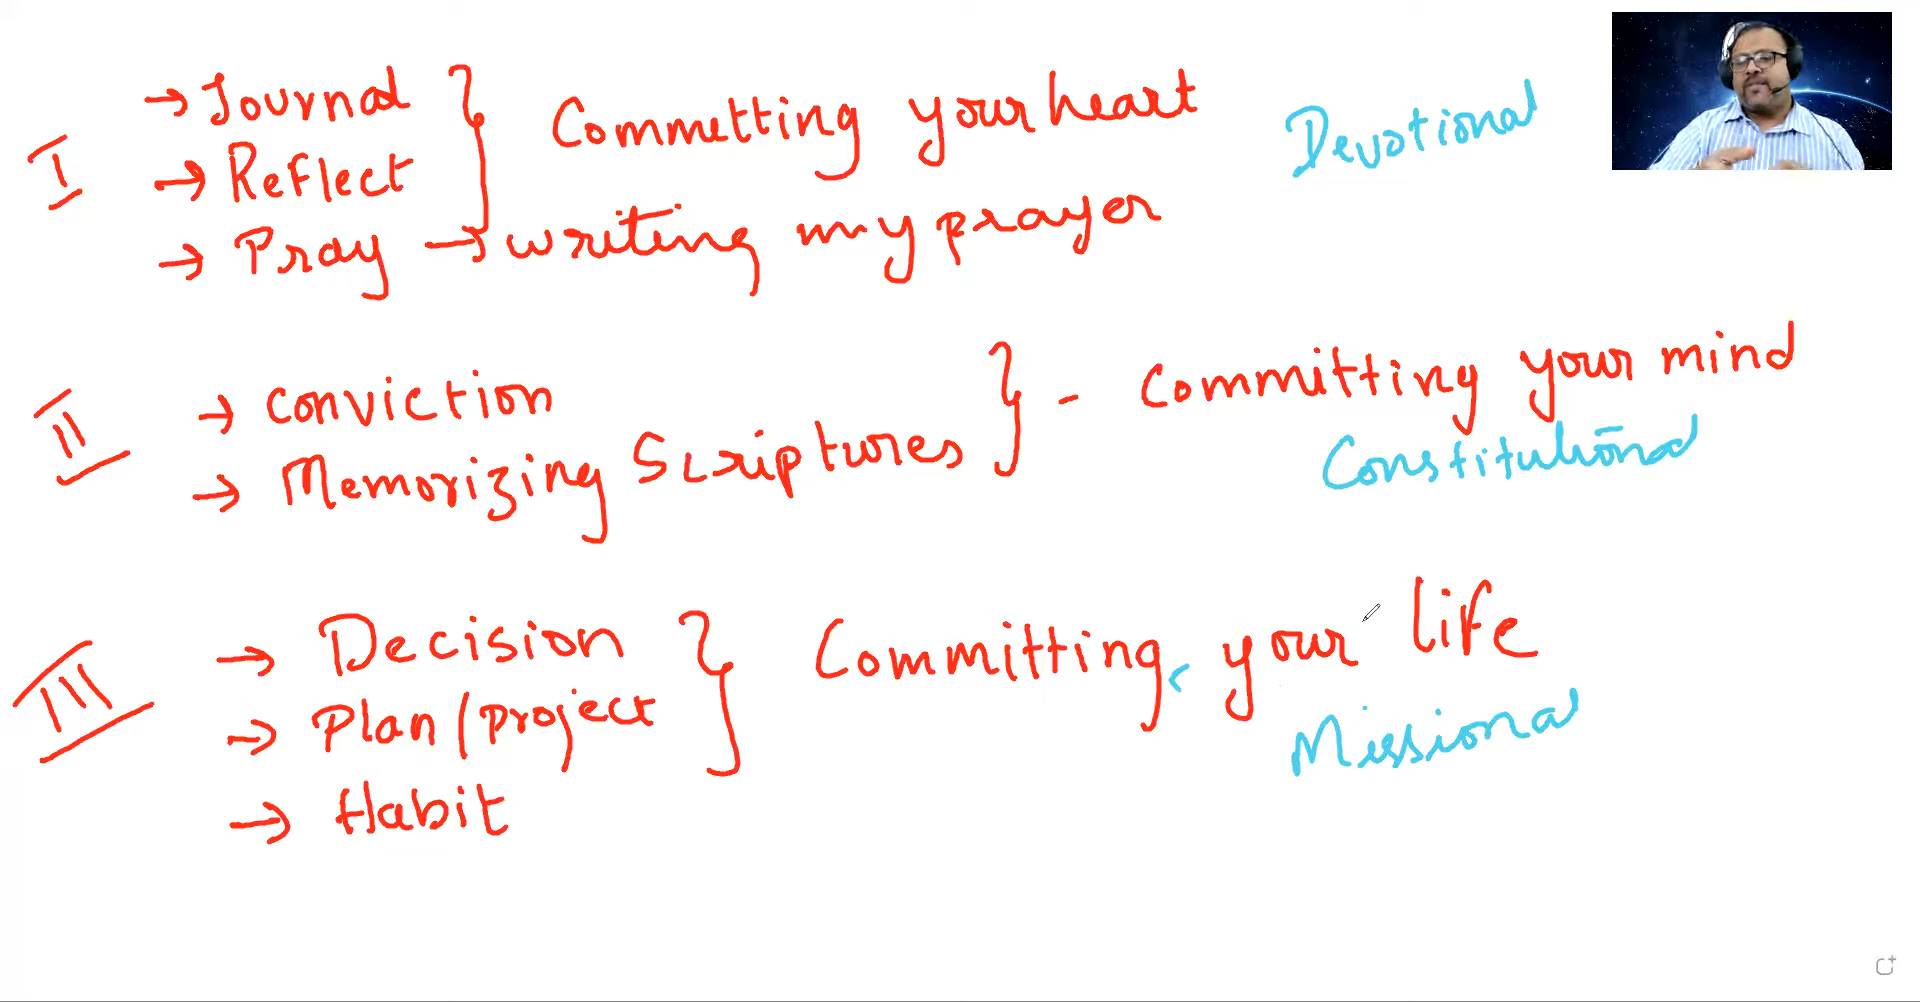 I → Journal } Committing your heart Devotional
→ Reflect
→ Pray → writing my prayer
II → conviction } - Committing your mind
→ Memorizing Scriptures Constitutional
III → Decision } Committing your life
→ Plan/project Missional
→ Habit